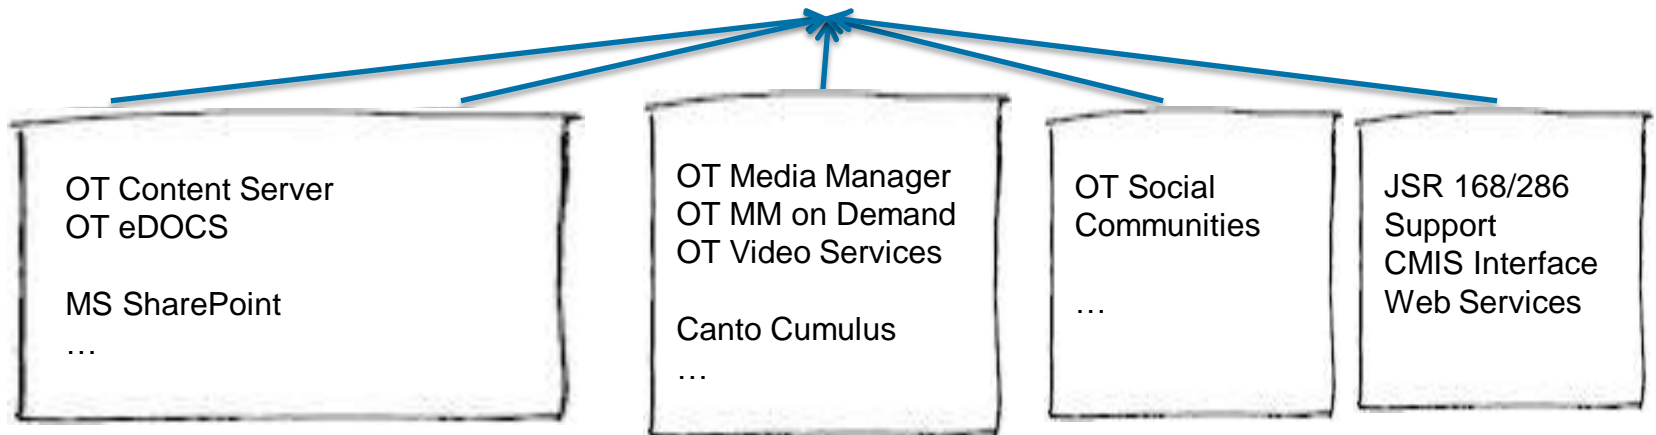 OT Content Server
OT eDOCS
MS SharePoint
…
OT Media Manager
OT MM on Demand
OT Video Services
Canto Cumulus
…
OT Social
Communities
…
JSR 168/286
Support
CMIS Interface
Web Services